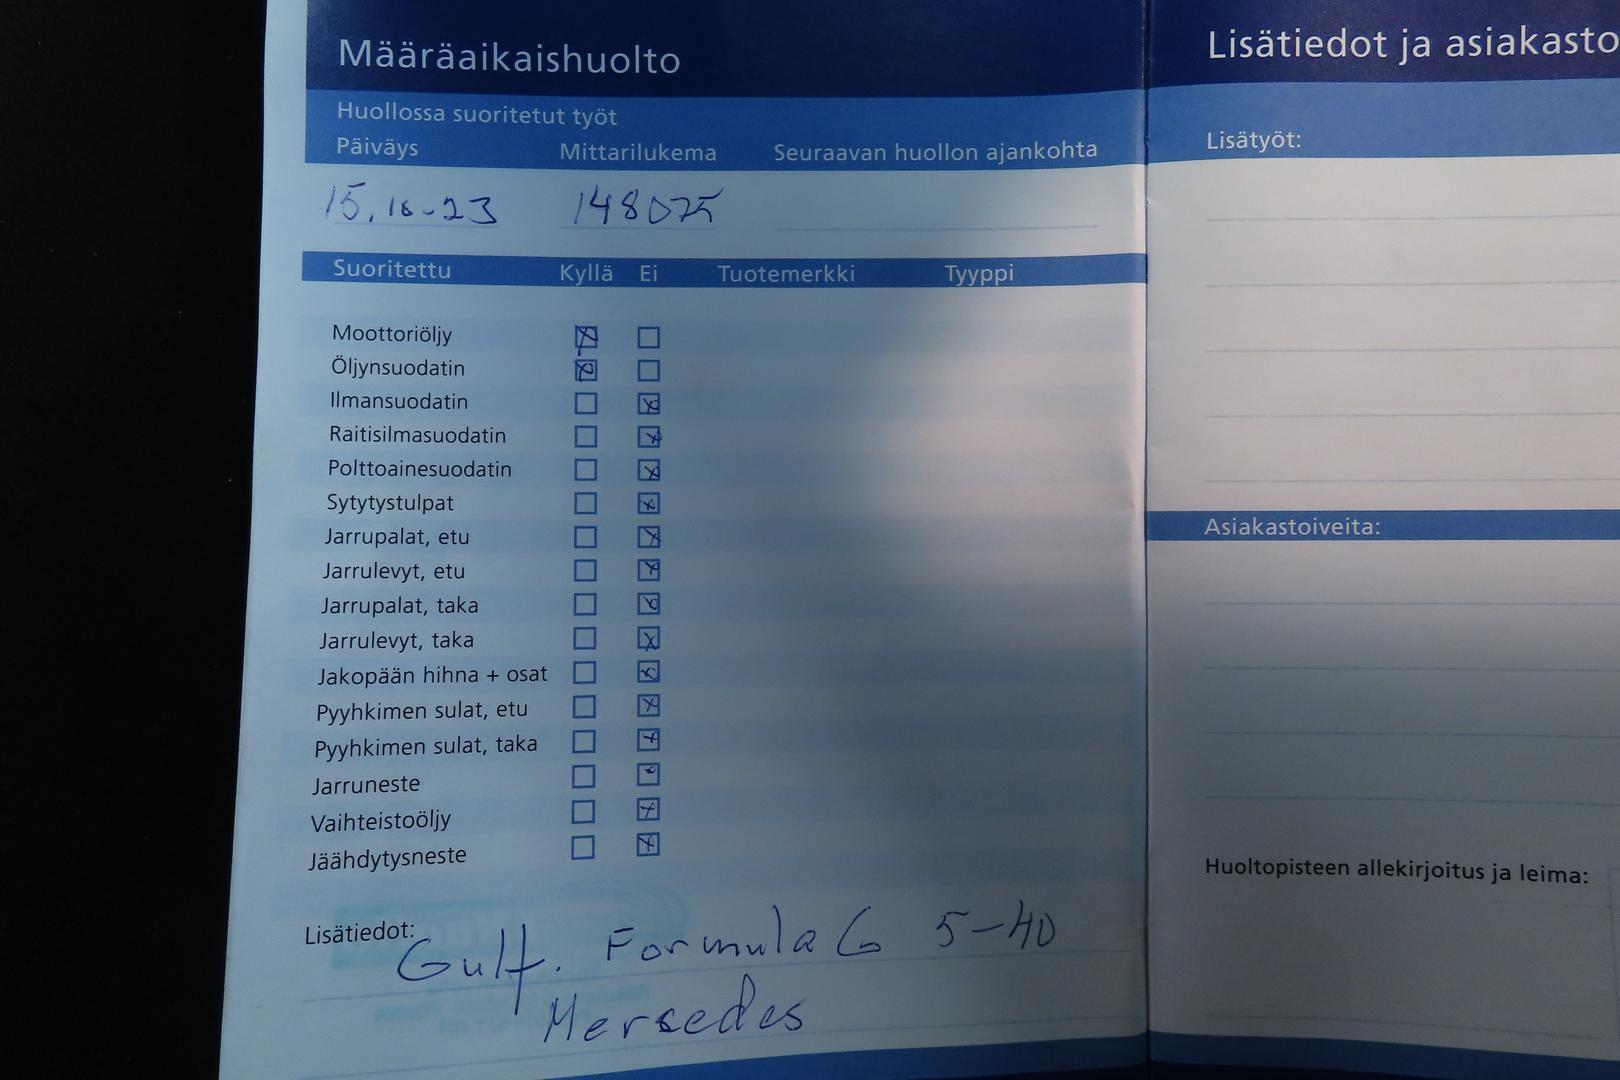 Määräaikaishuolto
Huollossa suoritetut työt
Päiväys Mittarilukema Seuraavan huollon ajankohta
15.10-23 148075
Suoritettu Kyllä Ei Tuotemerkki Tyyppi
Moottoriöljy
Öljynsuodatin
Ilmansuodatin
Raitisilmasuodatin
Polttoainesuodatin
Sytytystulpat
Jarrupalat, etu
Jarrulevyt, etu
Jarrupalat, taka
Jarrulevyt, taka
Jakopään hihna + osat
Pyyhkimen sulat, etu
Pyyhkimen sulat, taka
Jarruneste
Vaihteistoöljy
Jäähdytysneste
Lisätiedot: Gulf. Formula G 5-40
Mersedes
Lisätiedot ja asiakasto
Lisätyöt:
Asiakastoiveita:
Huoltopisteen allekirjoitus ja leima: